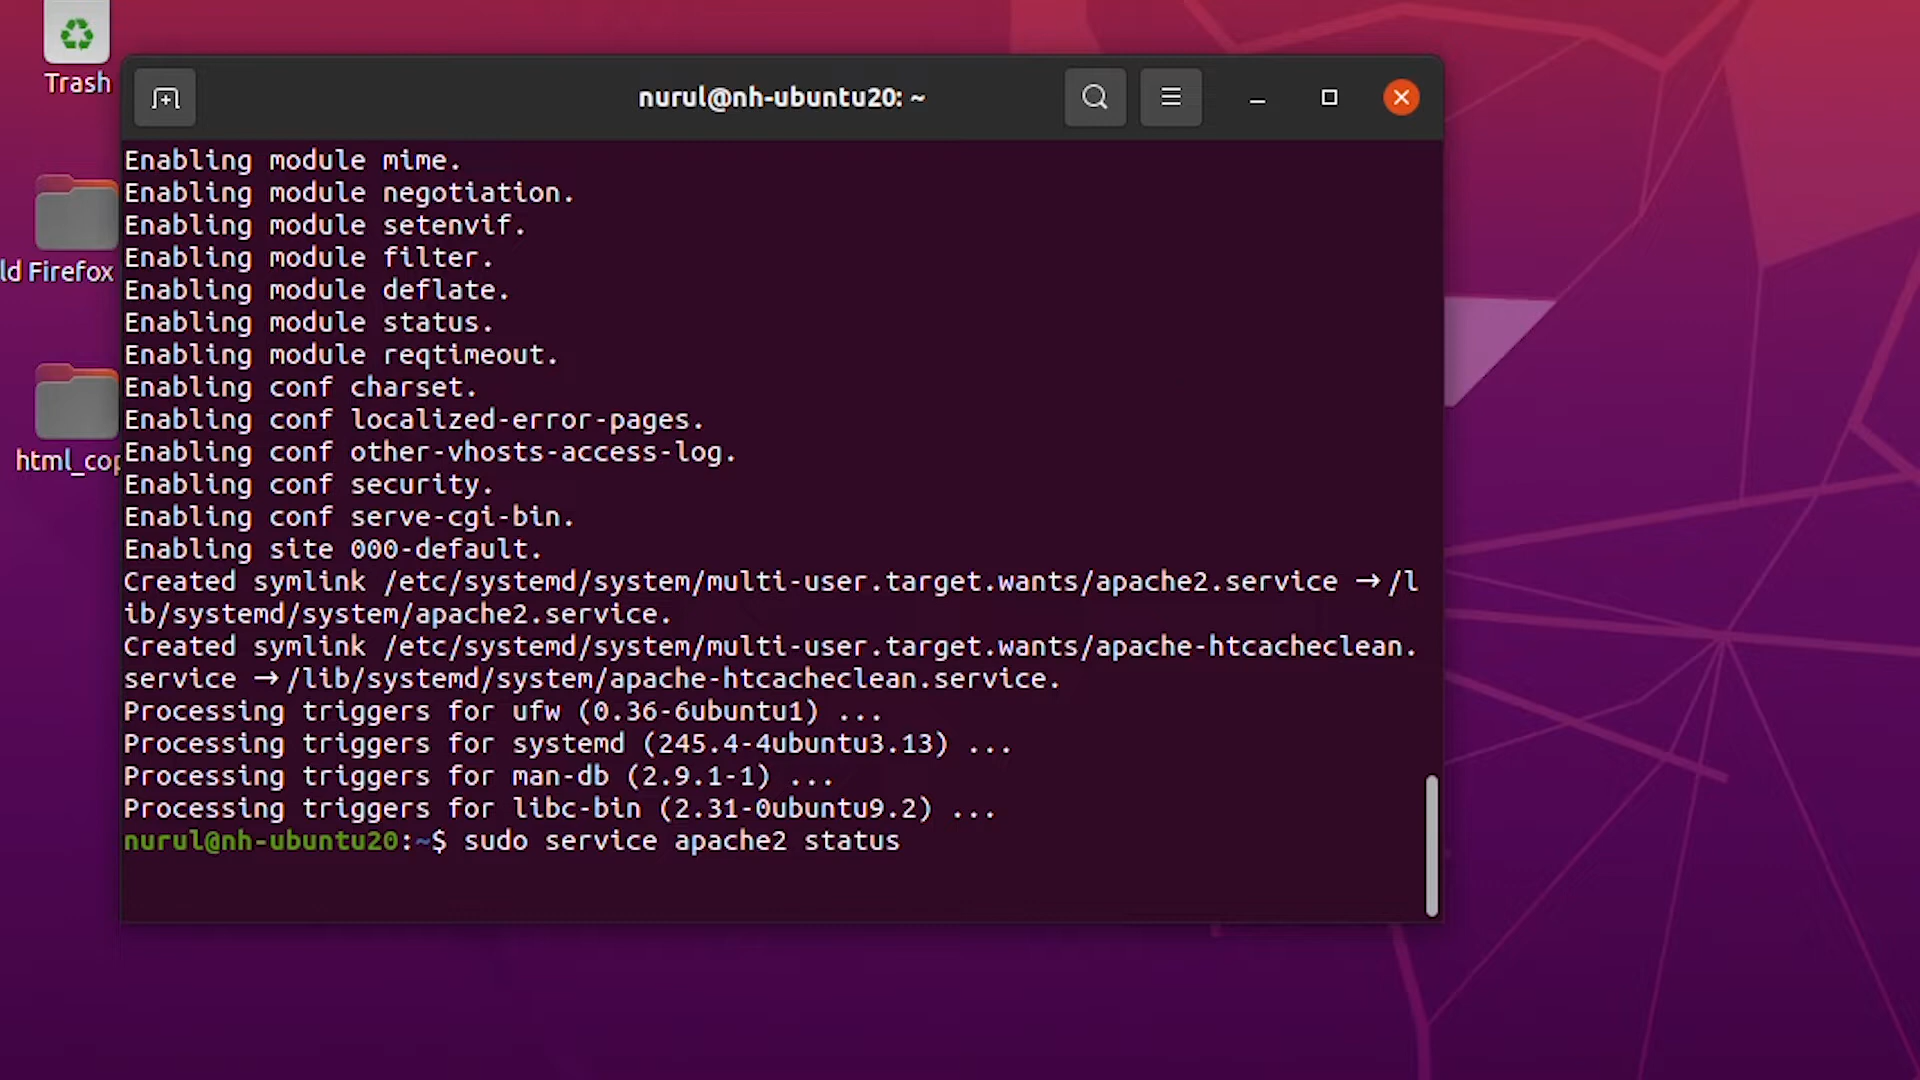 Trash
ld Firefox
html_cop
nurul@nh-ubuntu20: ~
Enabling module mime.
Enabling module negotiation.
Enabling module setenvif.
Enabling module filter.
Enabling module deflate.
Enabling module status.
Enabling module reqtimeout.
Enabling conf charset.
Enabling conf localized-error-pages.
Enabling conf other-vhosts-access-log.
Enabling conf security.
Enabling conf serve-cgi-bin.
Enabling site 000-default.
Created symlink /etc/systemd/system/multi-user.target.wants/apache2.service → /l
ib/systemd/system/apache2.service.
Created symlink /etc/systemd/system/multi-user.target.wants/apache-htcacheclean.
service → /lib/systemd/system/apache-htcacheclean.service.
Processing triggers for ufw (0.36-6ubuntu1) ...
Processing triggers for systemd (245.4-4ubuntu3.13) ...
Processing triggers for man-db (2.9.1-1) ...
Processing triggers for libc-bin (2.31-0ubuntu9.2) ...
nurul@nh-ubuntu20:~$ sudo service apache2 status